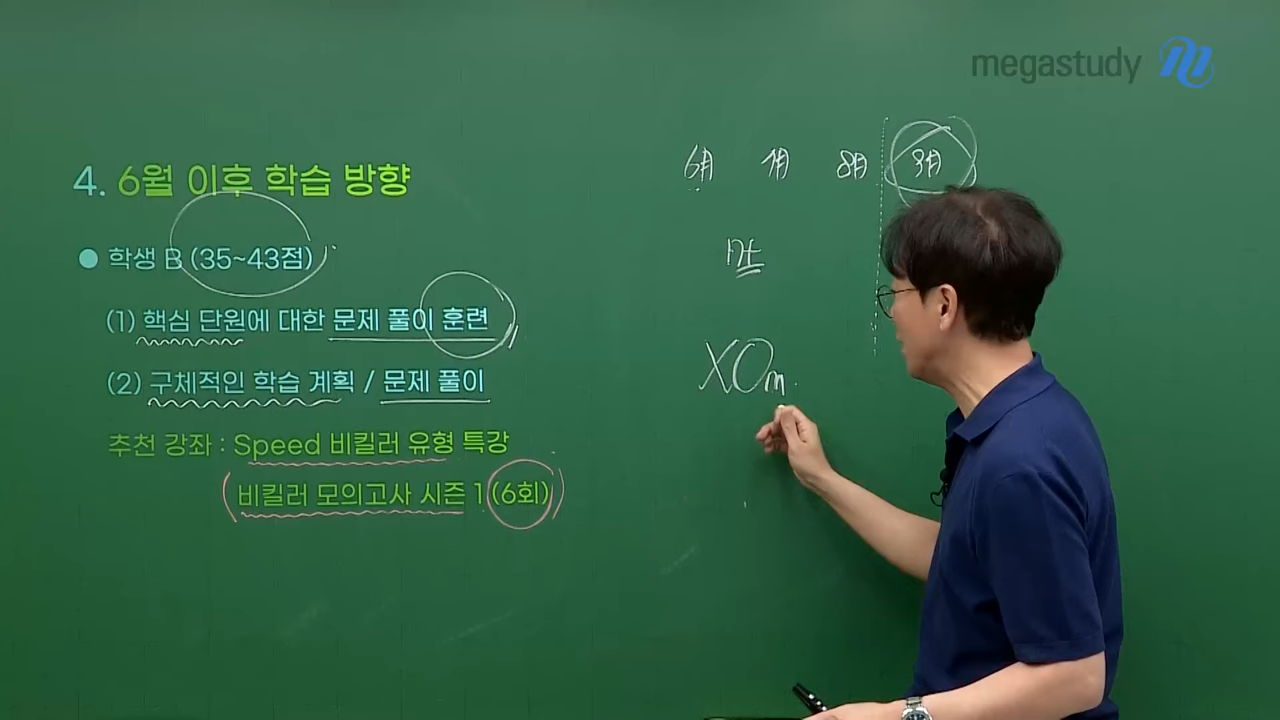 megastudy
4. 6월 이후 학습 방향
● 학생 B (35~43점)
(1) 핵심 단원에 대한 문제 풀이 훈련
(2) 구체적인 학습 계획 / 문제 풀이
추천 강좌 : Speed 비킬러 유형 특강
비킬러 모의고사 시즌 1 (6회)
6月 7月 8月 9月